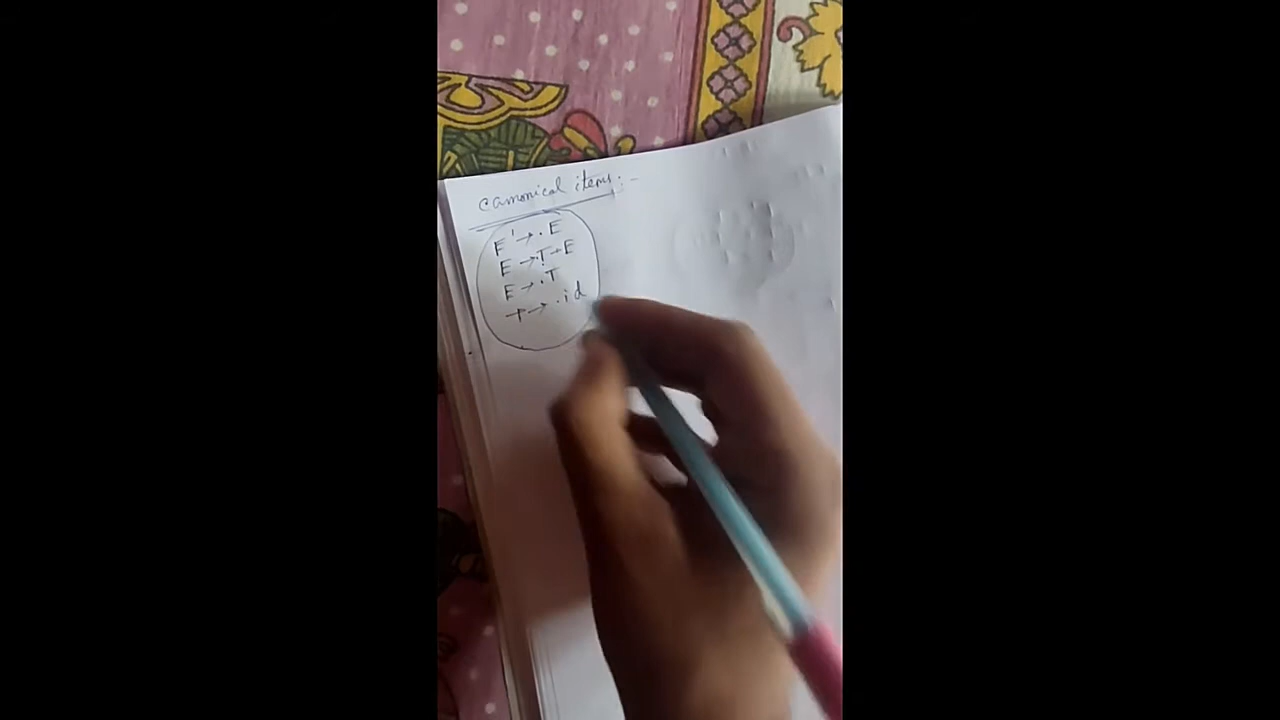 canonical items:-
E' → .E
E → .T+E
E → .T
T → .id